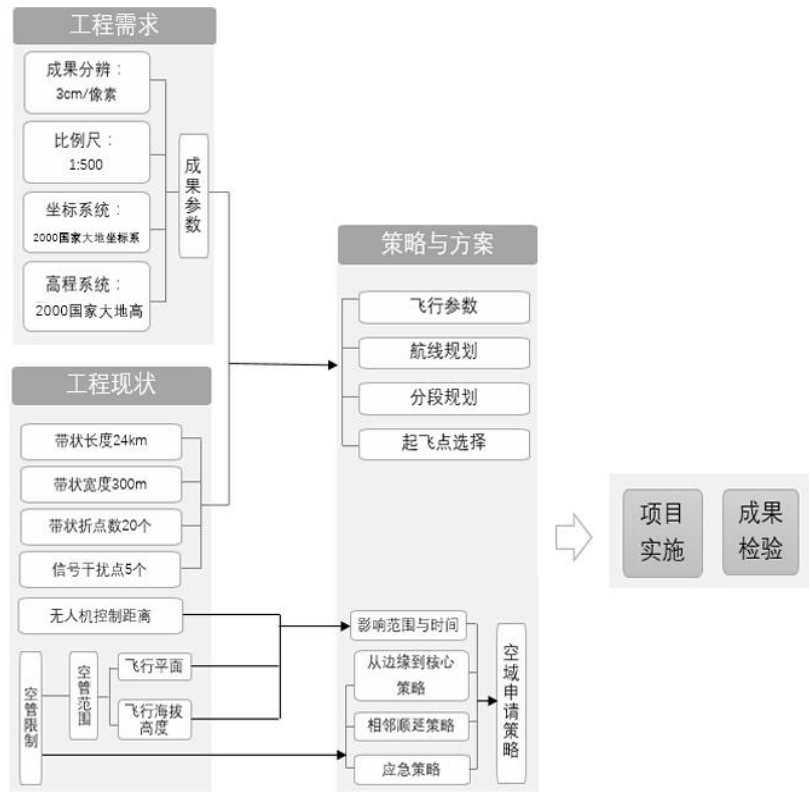 工程需求
成果分辨：
3cm/像素
比例尺：
1:500
坐标系统：
2000国家大地坐标系
高程系统：
2000国家大地高
成果参数
工程现状
带状长度24km
带状宽度300m
带状折点数20个
信号干扰点5个
无人机控制距离
空管限制
空管范围
飞行平面
飞行海拔
高度
策略与方案
飞行参数
航线规划
分段规划
起飞点选择
影响范围与时间
从边缘到核心
策略
相邻顺延策略
应急策略
空域申请策略
项目
实施
成果
检验